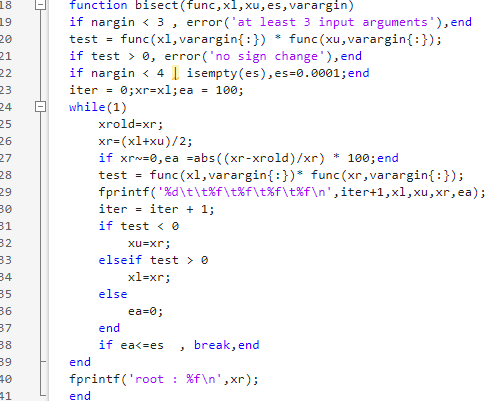 18 function bisect(func,xl,xu,es,varargin)
19 if nargin < 3 , error('at least 3 input arguments'),end
20 test = func(xl,varargin{:}) * func(xu,varargin{:});
21 if test > 0, error('no sign change'),end
22 if nargin < 4 | isempty(es),es=0.0001;end
23 iter = 0;xr=xl;ea = 100;
24 while(1)
25 xrold=xr;
26 xr=(xl+xu)/2;
27 if xr~=0,ea =abs((xr-xrold)/xr) * 100;end
28 test = func(xl,varargin{:})* func(xr,varargin{:});
29 fprintf('%d\t\t%f\t%f\t%f\t%f\n',iter+1,xl,xu,xr,ea);
30 iter = iter + 1;
31 if test < 0
32 xu=xr;
33 elseif test > 0
34 xl=xr;
35 else
36 ea=0;
37 end
38 if ea<=es , break,end
39 end
40 fprintf('root : %f\n',xr);
41 end